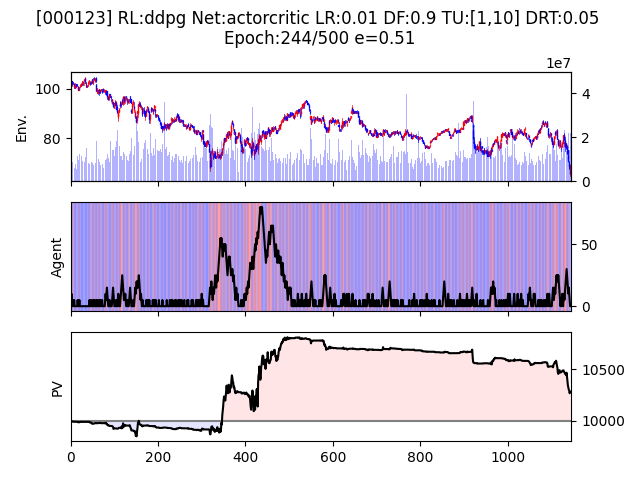 [000123] RL:ddpg Net:actorcritic LR:0.01 DF:0.9 TU:[1,10] DRT:0.05
Epoch:244/500 e=0.51
1e7
100
80
Env.
4
2
0
Agent
50
0
PV
10500
10000
0 200 400 600 800 1000